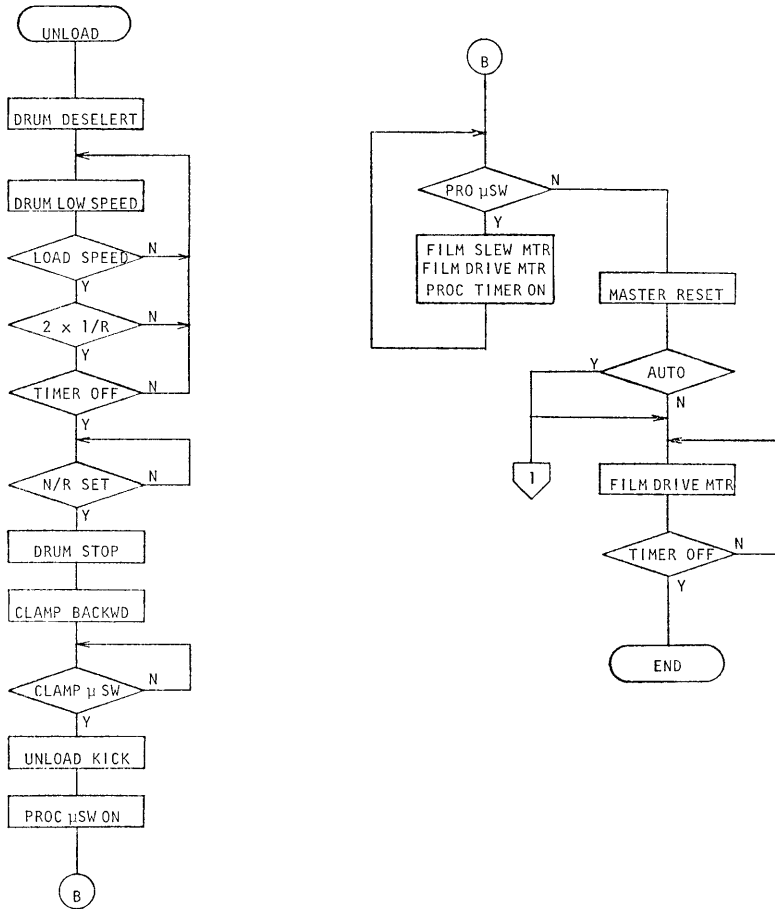 UNLOAD
DRUM DESELERT
DRUM LOW SPEED
LOAD SPEED
N
Y
2 x 1/R
N
Y
TIMER OFF
N
Y
N/R SET
N
Y
DRUM STOP
CLAMP BACKWD
CLAMP μ SW
N
Y
UNLOAD KICK
PROC μSW ON
B
B
PRO μSW
N
Y
FILM SLEW MTR
FILM DRIVE MTR
PROC TIMER ON
MASTER RESET
Y
AUTO
N
1
FILM DRIVE MTR
TIMER OFF
N
Y
END